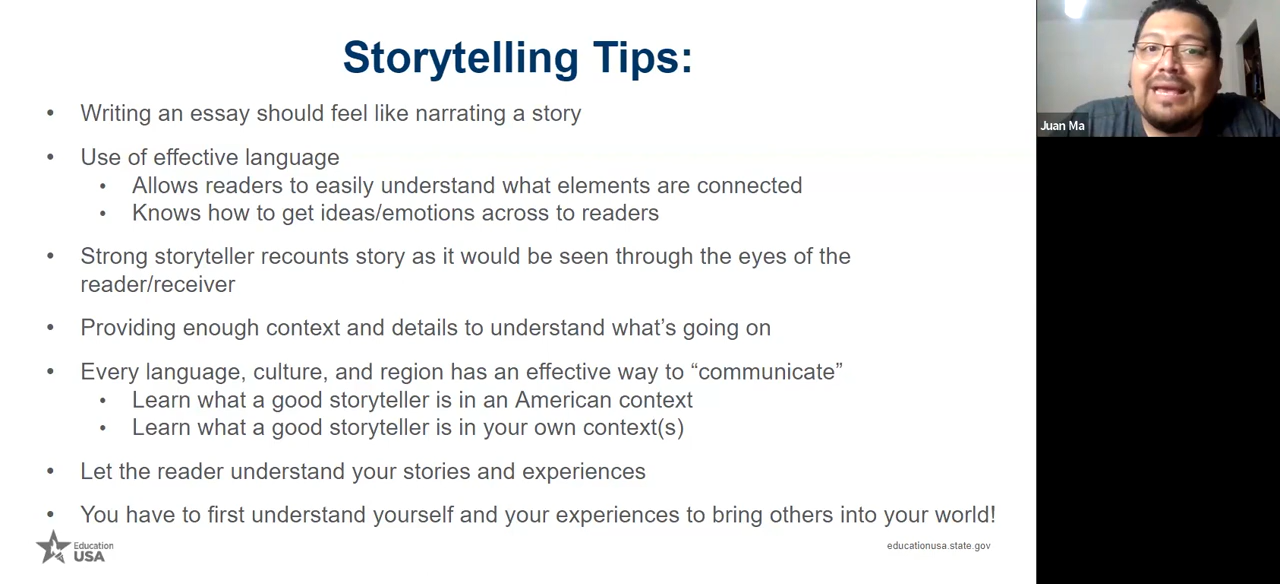 Storytelling Tips:
• Writing an essay should feel like narrating a story
• Use of effective language
• Allows readers to easily understand what elements are connected
• Knows how to get ideas/emotions across to readers
• Strong storyteller recounts story as it would be seen through the eyes of the
reader/receiver
• Providing enough context and details to understand what’s going on
• Every language, culture, and region has an effective way to “communicate”
• Learn what a good storyteller is in an American context
• Learn what a good storyteller is in your own context(s)
• Let the reader understand your stories and experiences
• You have to first understand yourself and your experiences to bring others into your world!
Education
USA
educationusa.state.gov
Juan Ma